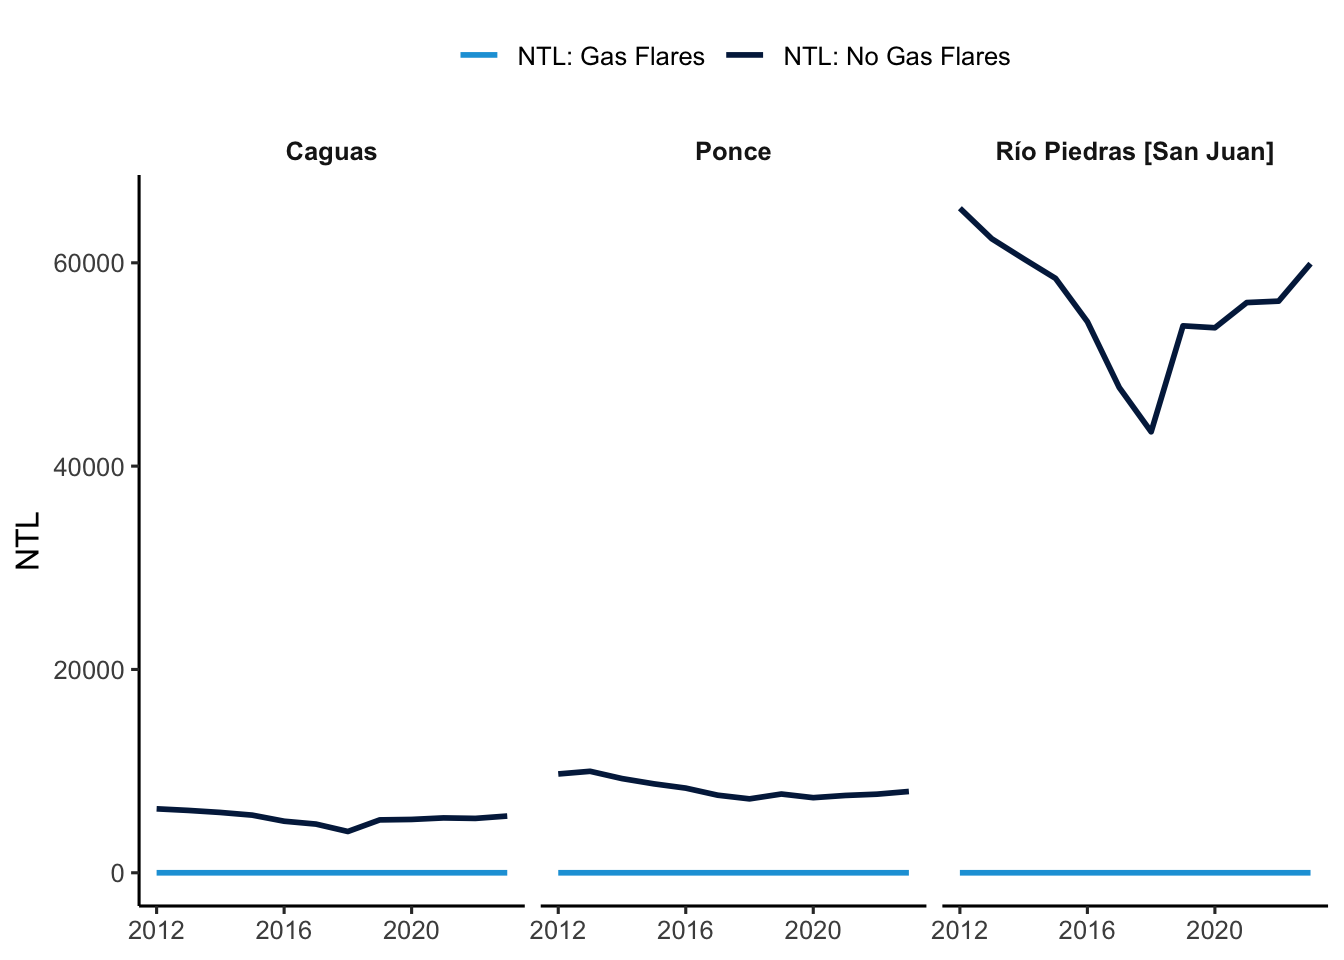 NTL: Gas Flares NTL: No Gas Flares
Caguas Ponce Río Piedras [San Juan]
60000
40000
20000
0
NTL
2012 2016 2020 2012 2016 2020 2012 2016 2020